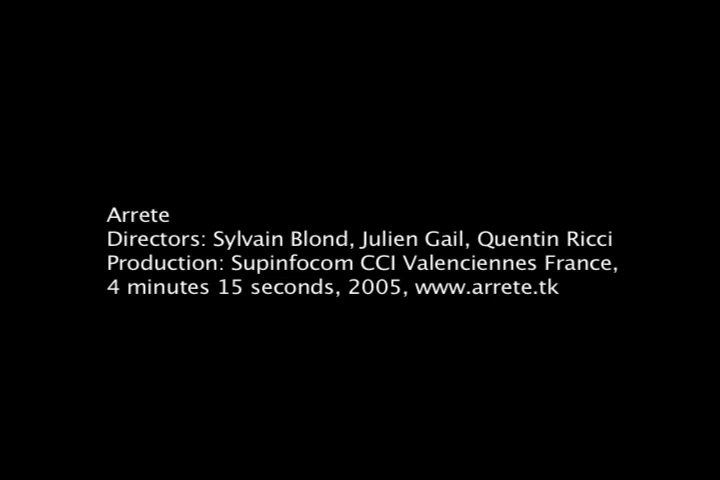 Arrete
Directors: Sylvain Blond, Julien Gail, Quentin Ricci
Production: Supinfocom CCI Valenciennes France,
4 minutes 15 seconds, 2005, www.arrete.tk